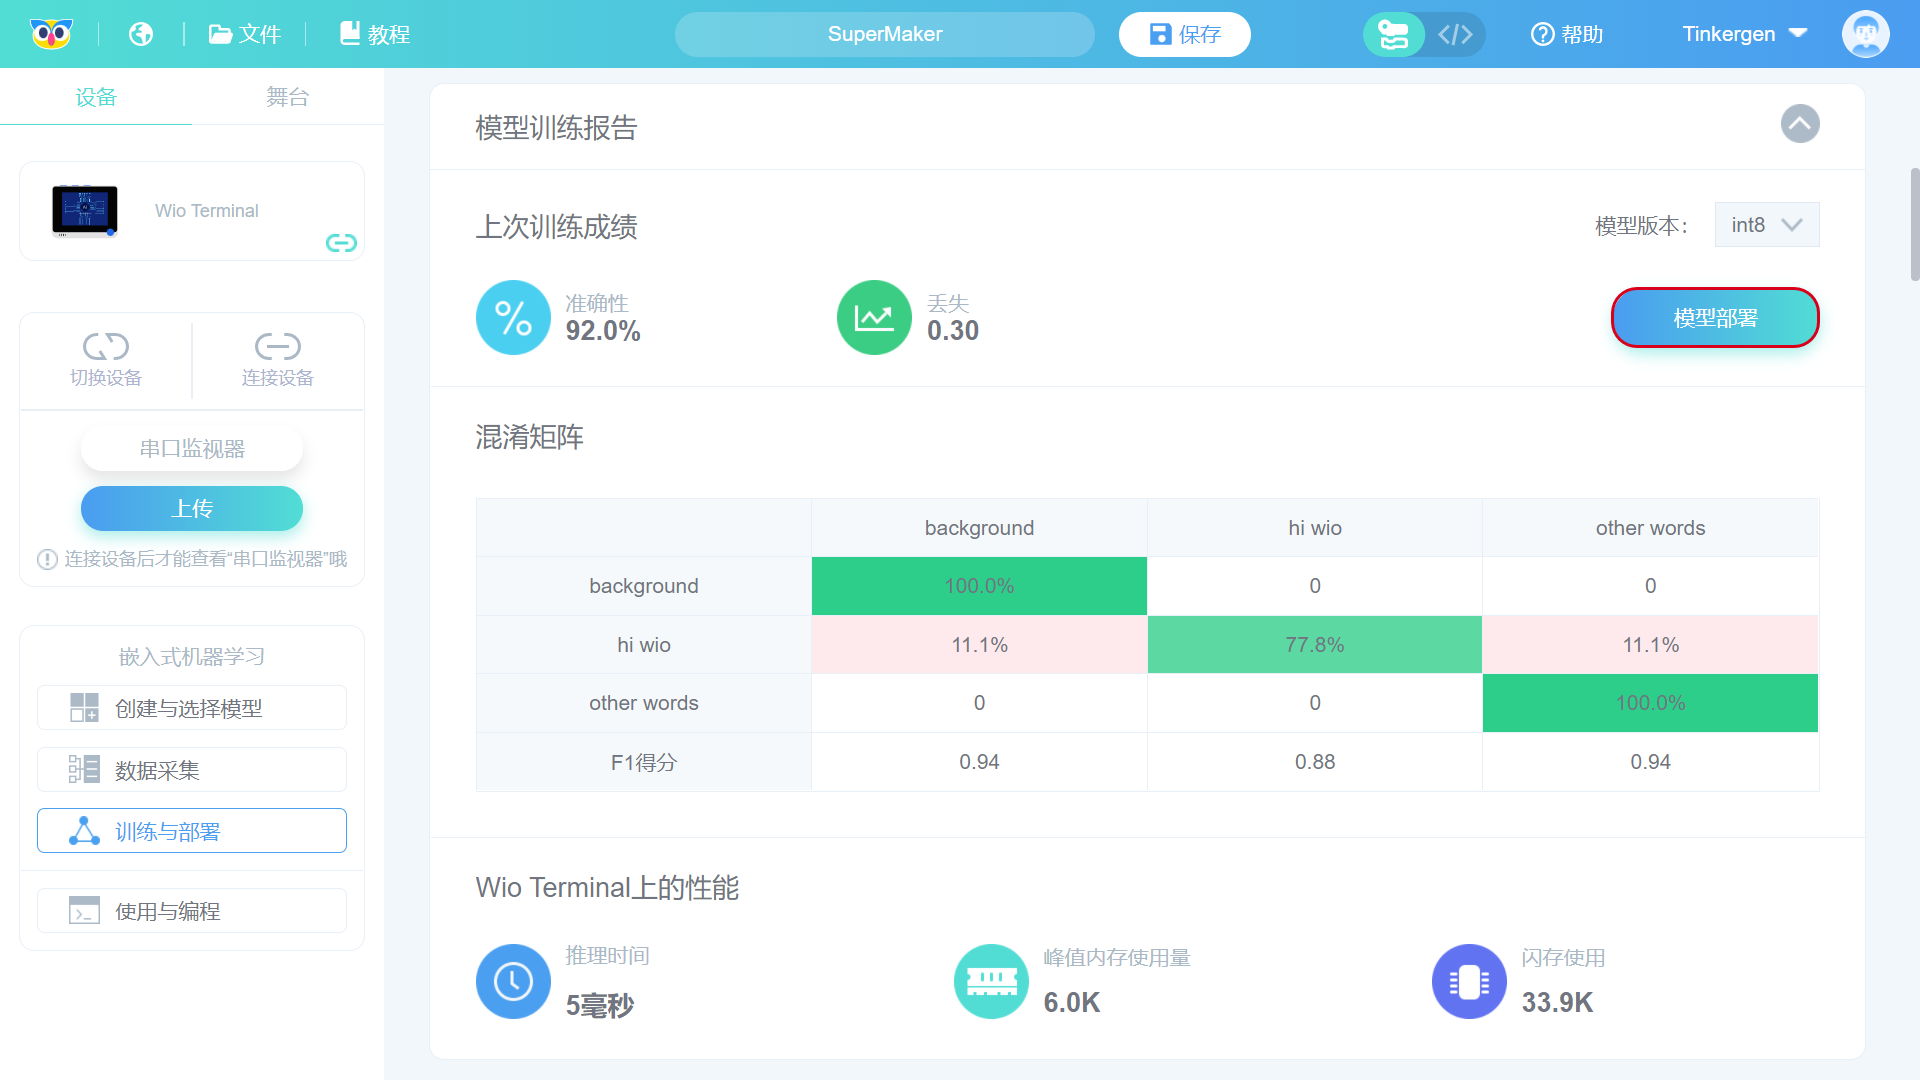 文件
教程
SuperMaker
保存
帮助
Tinkergen
设备
舞台
Wio Terminal
切换设备
连接设备
串口监视器
上传
连接设备后才能查看“串口监视器”哦
嵌入式机器学习
创建与选择模型
数据采集
训练与部署
使用与编程
模型训练报告
上次训练成绩
模型版本：
int8
准确性
92.0%
丢失
0.30
模型部署
混淆矩阵
background hi wio other words
background 100.0% 0 0
hi wio 11.1% 77.8% 11.1%
other words 0 0 100.0%
F1得分 0.94 0.88 0.94
Wio Terminal上的性能
推理时间
5毫秒
峰值内存使用量
6.0K
闪存使用
33.9K